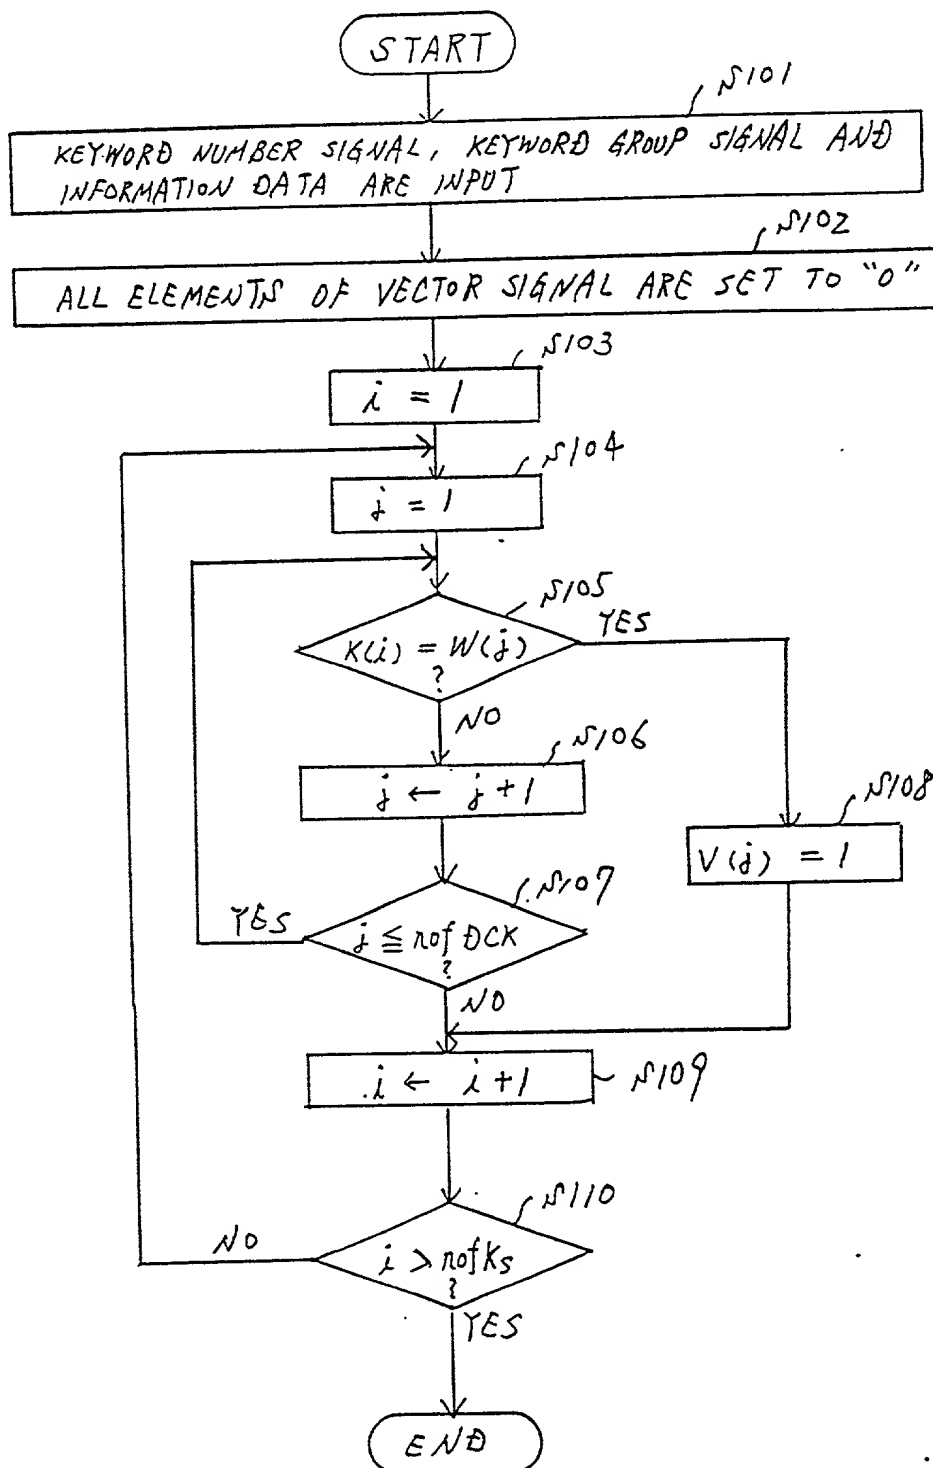 START
S101
KEYWORD NUMBER SIGNAL, KEYWORD GROUP SIGNAL AND
INFORMATION DATA ARE INPUT
S102
ALL ELEMENTS OF VECTOR SIGNAL ARE SET TO "0"
S103
i = 1
S104
j = 1
S105
K(i) = W(j)
?
YES
NO
S106
j ← j + 1
S108
V(j) = 1
S107
j ≦ nofDCK
?
YES
NO
i ← i + 1
S109
S110
i > nofKs
?
NO
YES
END